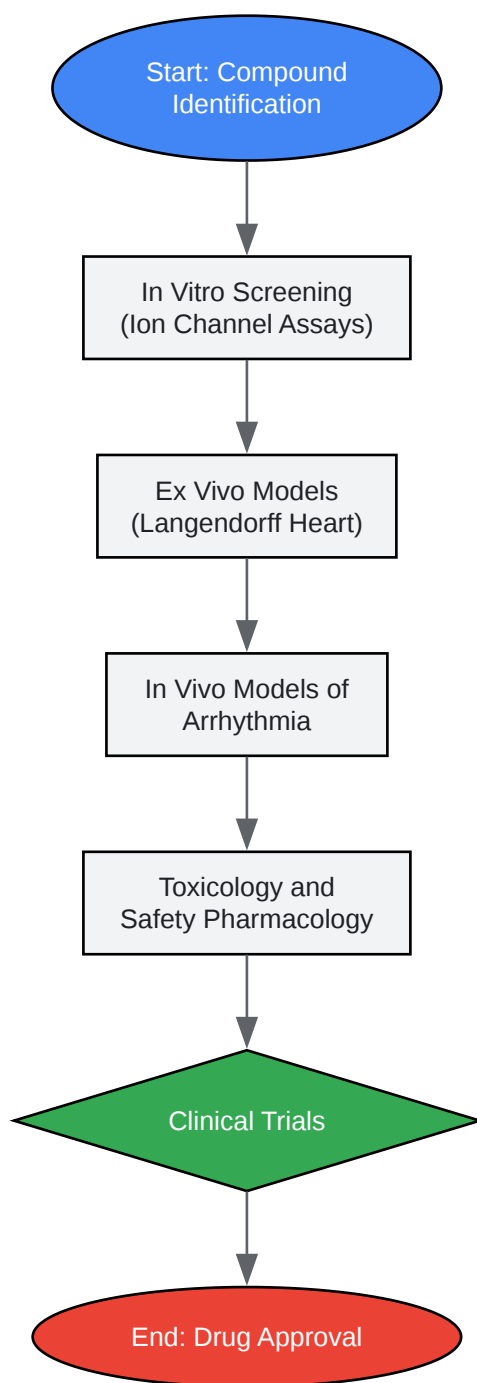 Start: Compound
Identification
In Vitro Screening
(Ion Channel Assays)
Ex Vivo Models
(Langendorff Heart)
In Vivo Models of
Arrhythmia
Toxicology and
Safety Pharmacology
Clinical Trials
End: Drug Approval